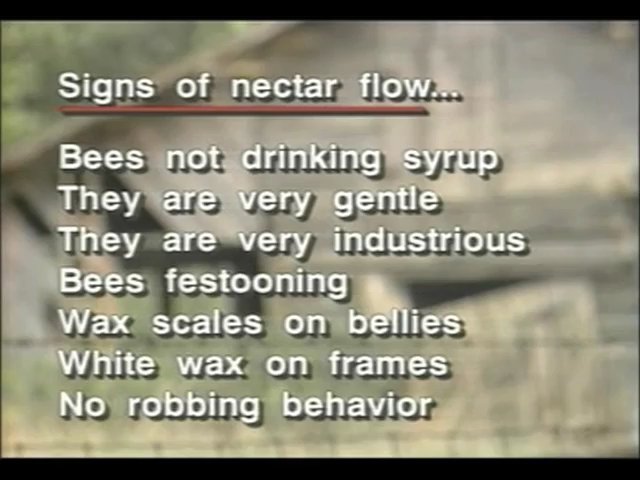 Signs of nectar flow...
Bees not drinking syrup
They are very gentle
They are very industrious
Bees festooning
Wax scales on bellies
White wax on frames
No robbing behavior